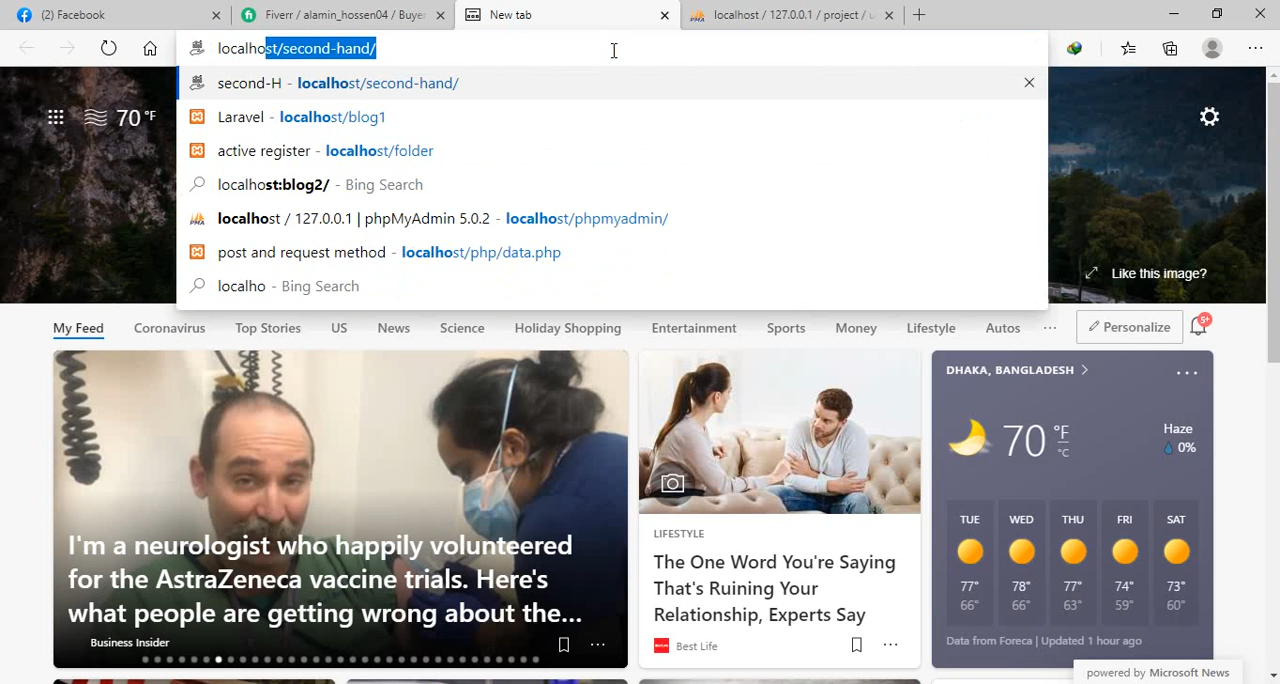 (2) Facebook
Fiverr / alamin_hossen04 / Buyer
New tab
localhost / 127.0.0.1 / project / u
localhost/second-hand/
second-H - localhost/second-hand/
Laravel - localhost/blog1
active register - localhost/folder
localhost:blog2/ - Bing Search
localhost / 127.0.0.1 | phpMyAdmin 5.0.2 - localhost/phpmyadmin/
post and request method - localhost/php/data.php
localho - Bing Search
70 °F
Like this image?
My Feed Coronavirus Top Stories US News Science Holiday Shopping Entertainment Sports Money Lifestyle Autos ... Personalize 5+
I'm a neurologist who happily volunteered
for the AstraZeneca vaccine trials. Here's
what people are getting wrong about the...
Business Insider
LIFESTYLE
The One Word You're Saying
That's Ruining Your
Relationship, Experts Say
Best Life
DHAKA, BANGLADESH
70 °F
°C
Haze
0%
TUE WED THU FRI SAT
77° 78° 77° 74° 73°
66° 66° 63° 59° 60°
Data from Foreca | Updated 1 hour ago
powered by Microsoft News